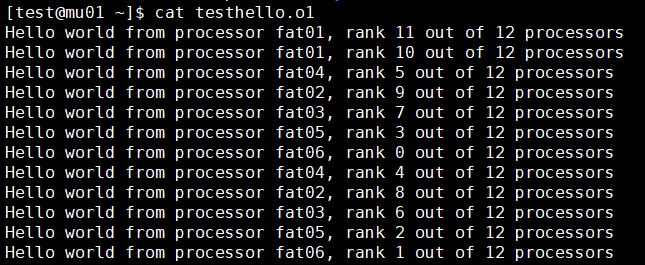 [test@mu01 ~]$ cat testhello.o1
Hello world from processor fat01, rank 11 out of 12 processors
Hello world from processor fat01, rank 10 out of 12 processors
Hello world from processor fat04, rank 5 out of 12 processors
Hello world from processor fat02, rank 9 out of 12 processors
Hello world from processor fat03, rank 7 out of 12 processors
Hello world from processor fat05, rank 3 out of 12 processors
Hello world from processor fat06, rank 0 out of 12 processors
Hello world from processor fat04, rank 4 out of 12 processors
Hello world from processor fat02, rank 8 out of 12 processors
Hello world from processor fat03, rank 6 out of 12 processors
Hello world from processor fat05, rank 2 out of 12 processors
Hello world from processor fat06, rank 1 out of 12 processors